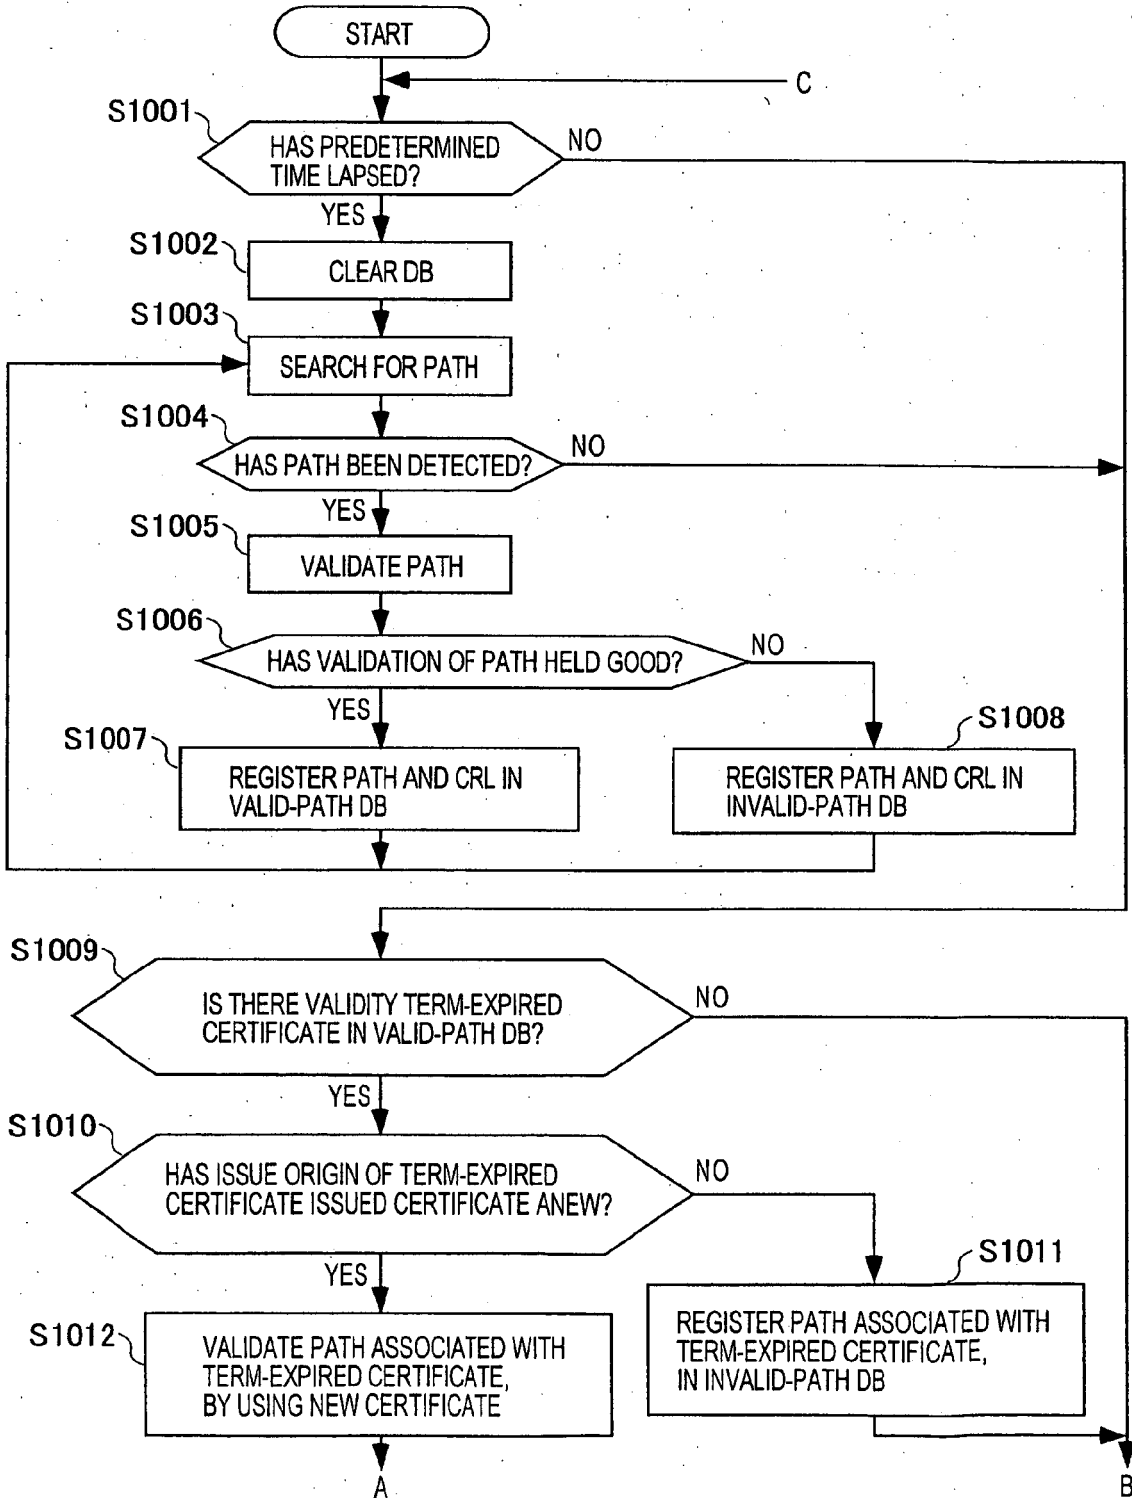 START
C
S1001
HAS PREDETERMINED
TIME LAPSED?
NO
YES
S1002
CLEAR DB
S1003
SEARCH FOR PATH
S1004
HAS PATH BEEN DETECTED?
NO
YES
S1005
VALIDATE PATH
S1006
HAS VALIDATION OF PATH HELD GOOD?
NO
YES
S1007
REGISTER PATH AND CRL IN
VALID-PATH DB
S1008
REGISTER PATH AND CRL IN
INVALID-PATH DB
S1009
IS THERE VALIDITY TERM-EXPIRED
CERTIFICATE IN VALID-PATH DB?
NO
YES
S1010
HAS ISSUE ORIGIN OF TERM-EXPIRED
CERTIFICATE ISSUED CERTIFICATE ANEW?
NO
YES
S1011
REGISTER PATH ASSOCIATED WITH
TERM-EXPIRED CERTIFICATE,
IN INVALID-PATH DB
S1012
VALIDATE PATH ASSOCIATED WITH
TERM-EXPIRED CERTIFICATE,
BY USING NEW CERTIFICATE
A
B